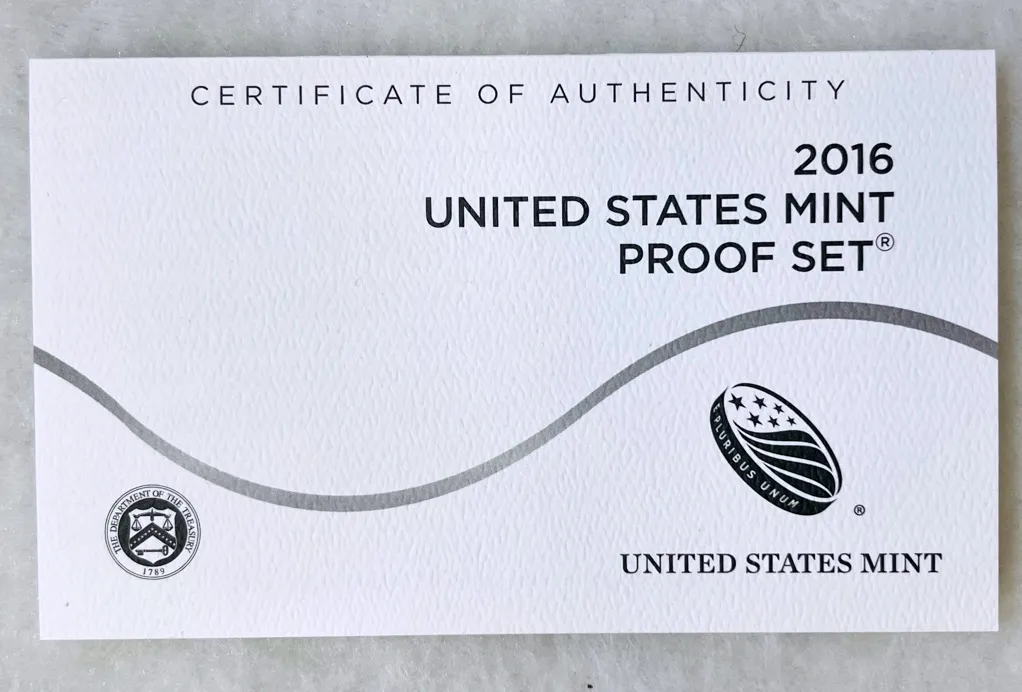 CERTIFICATE OF AUTHENTICITY
2016
UNITED STATES MINT
PROOF SET®
E PLURIBUS UNUM
®
THE DEPARTMENT OF THE TREASURY
1789
UNITED STATES MINT